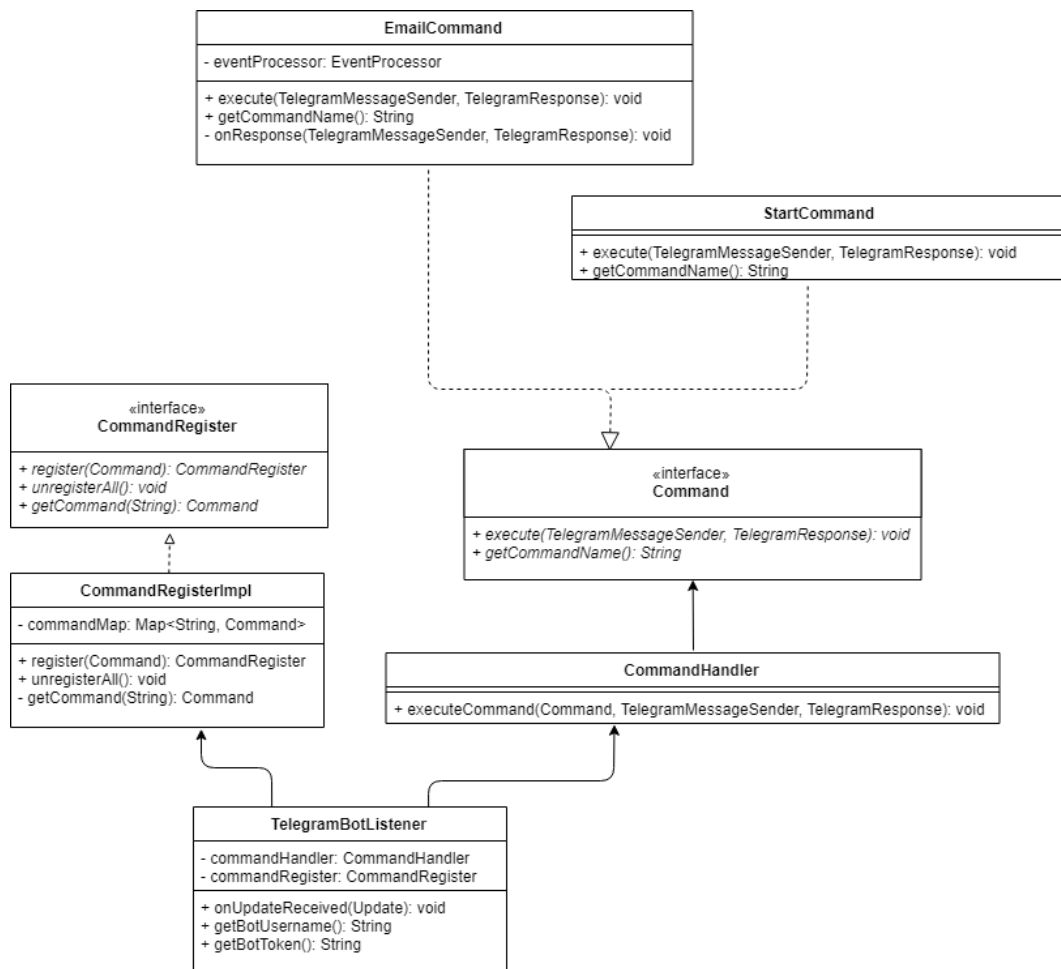 EmailCommand
- eventProcessor: EventProcessor
+ execute(TelegramMessageSender, TelegramResponse): void
+ getCommandName(): String
- onResponse(TelegramMessageSender, TelegramResponse): void
StartCommand
+ execute(TelegramMessageSender, TelegramResponse): void
+ getCommandName(): String
«interface»
CommandRegister
+ register(Command): CommandRegister
+ unregisterAll(): void
+ getCommand(String): Command
«interface»
Command
+ execute(TelegramMessageSender, TelegramResponse): void
+ getCommandName(): String
CommandRegisterImpl
- commandMap: Map<String, Command>
+ register(Command): CommandRegister
+ unregisterAll(): void
- getCommand(String): Command
CommandHandler
+ executeCommand(Command, TelegramMessageSender, TelegramResponse): void
TelegramBotListener
- commandHandler: CommandHandler
- commandRegister: CommandRegister
+ onUpdateReceived(Update): void
+ getBotUsername(): String
+ getBotToken(): String